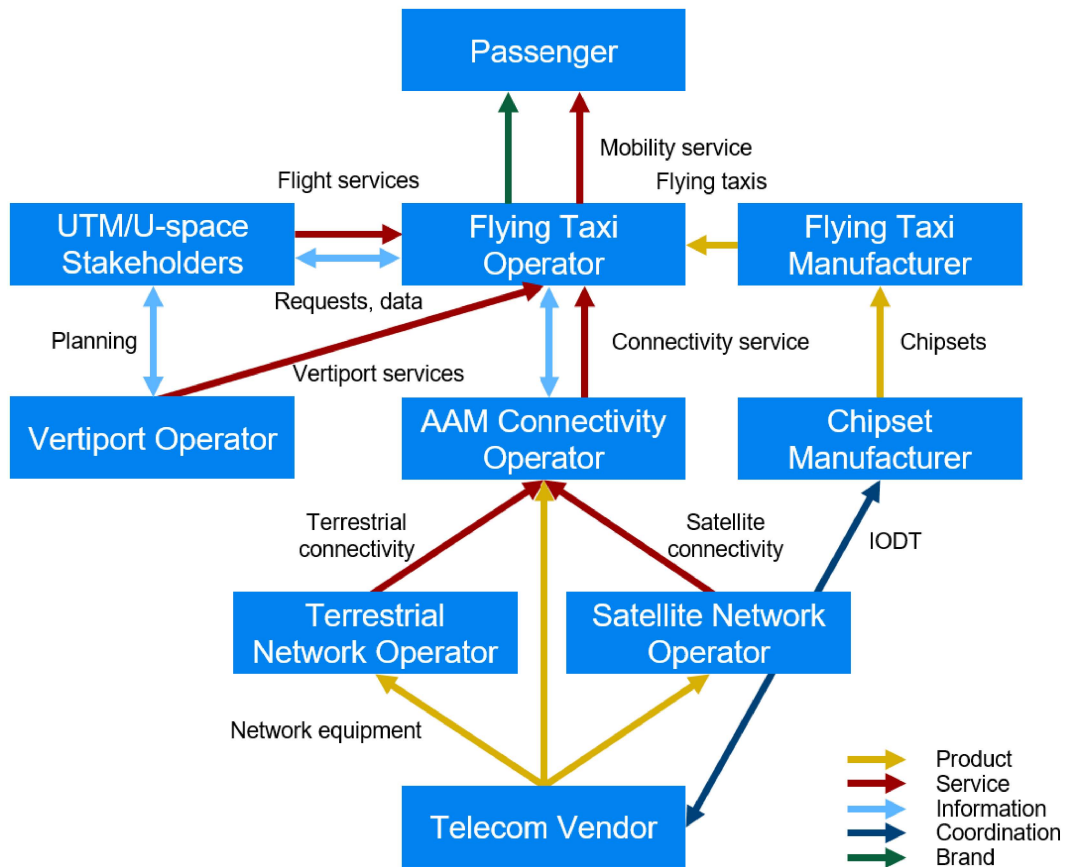 Passenger
Mobility service
Flight services
Flying taxis
UTM/U-space
Stakeholders
Flying Taxi
Operator
Flying Taxi
Manufacturer
Requests, data
Planning
Connectivity service
Chipsets
Vertiport services
Vertiport Operator
AAM Connectivity
Operator
Chipset
Manufacturer
Terrestrial
connectivity
Satellite
connectivity
IODT
Terrestrial
Network Operator
Satellite Network
Operator
Network equipment
Telecom Vendor
Product
Service
Information
Coordination
Brand